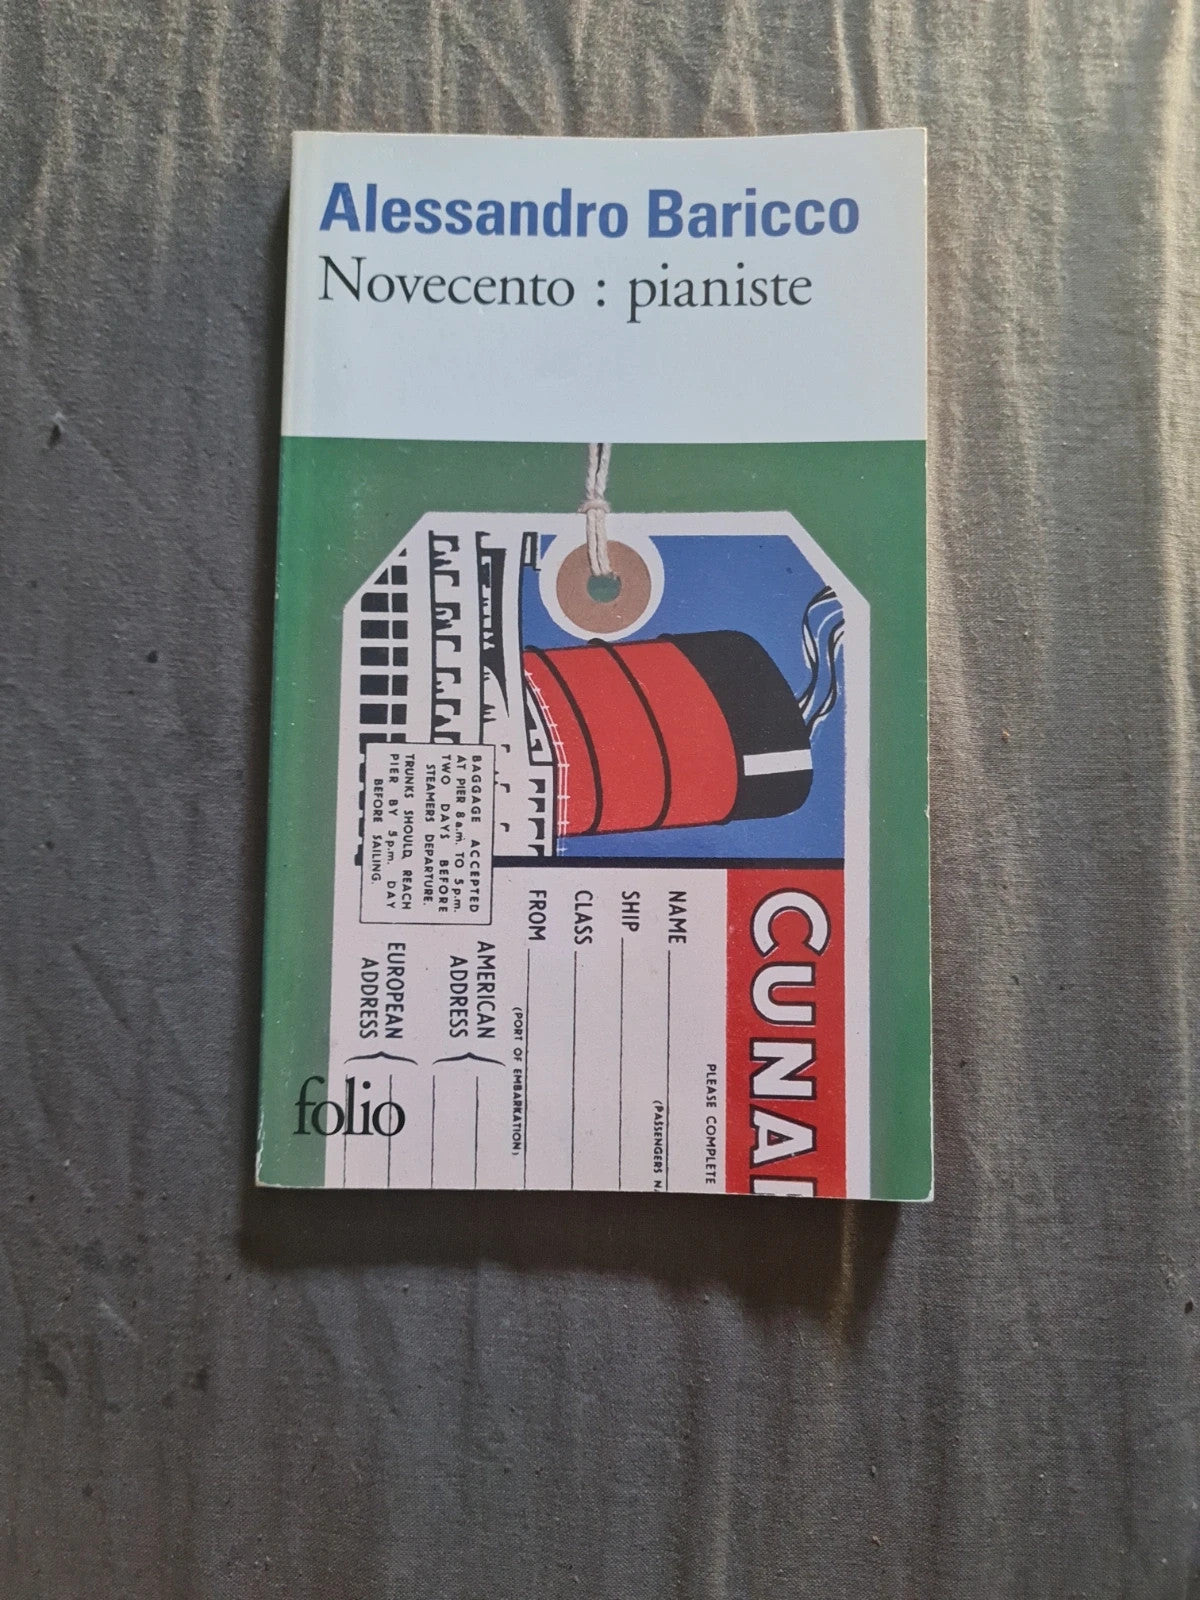 Alessandro Baricco
Novecento : pianiste
BAGGAGE ACCEPTED
AT PIER 8 a.m. TO 5 p.m.
TWO DAYS BEFORE
STEAMERS DEPARTURE.
TRUNKS SHOULD REACH
PIER BY 5 p.m. DAY
BEFORE SAILING.
CUNAR
PLEASE COMPLETE
NAME
(PASSENGERS NA
SHIP
CLASS
FROM
(PORT OF EMBARKATION)
AMERICAN
ADDRESS
EUROPEAN
ADDRESS
folio